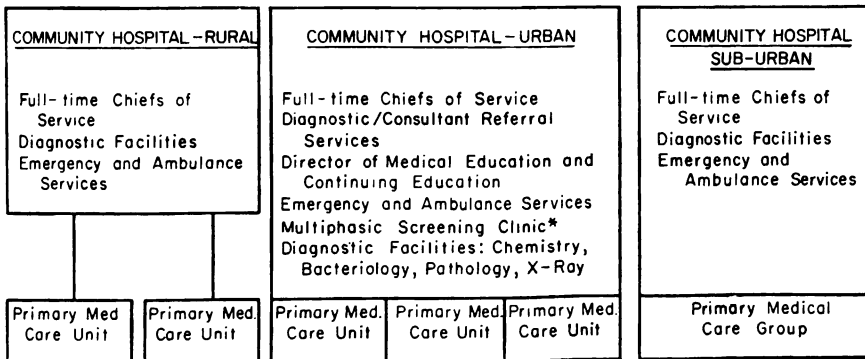 COMMUNITY HOSPITAL-RURAL
Full-time Chiefs of
Service
Diagnostic Facilities
Emergency and Ambulance
Services
Primary Med
Care Unit
Primary Med.
Care Unit
COMMUNITY HOSPITAL-URBAN
Full-time Chiefs of Service
Diagnostic/Consultant Referral
Services
Director of Medical Education and
Continuing Education
Emergency and Ambulance Services
Multiphasic Screening Clinic*
Diagnostic Facilities: Chemistry,
Bacteriology, Pathology, X-Ray
Primary Med.
Care Unit
Primary Med.
Care Unit
Primary Med.
Care Unit
COMMUNITY HOSPITAL
SUB-URBAN
Full-time Chiefs of
Service
Diagnostic Facilities
Emergency and
Ambulance Services
Primary Medical
Care Group